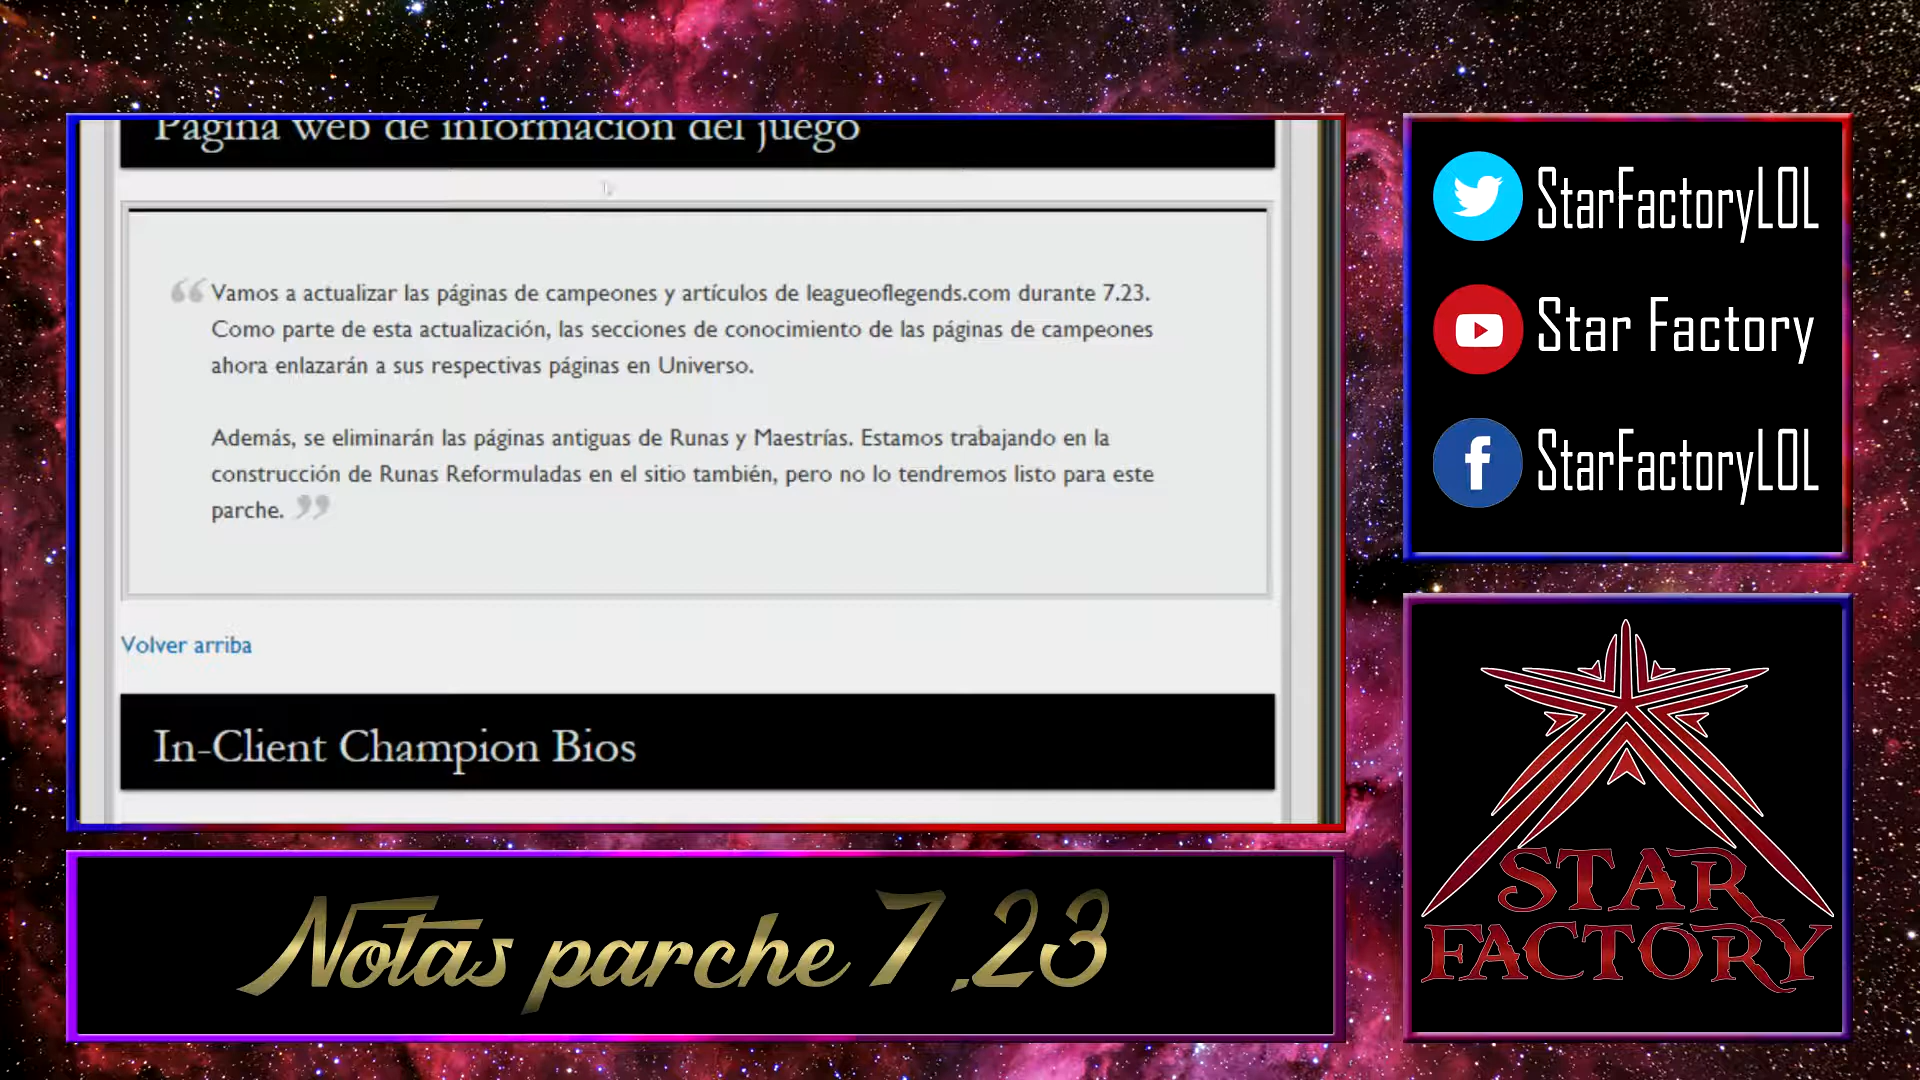 Página web de información del juego
“ Vamos a actualizar las páginas de campeones y artículos de leagueoflegends.com durante 7.23.
Como parte de esta actualización, las secciones de conocimiento de las páginas de campeones
ahora enlazarán a sus respectivas páginas en Universo.
Además, se eliminarán las páginas antiguas de Runas y Maestrías. Estamos trabajando en la
construcción de Runas Reformuladas en el sitio también, pero no lo tendremos listo para este
parche. ”
Volver arriba
In-Client Champion Bios
Notas parche 7.23
StarFactoryLOL
Star Factory
StarFactoryLOL
STAR
FACTORY